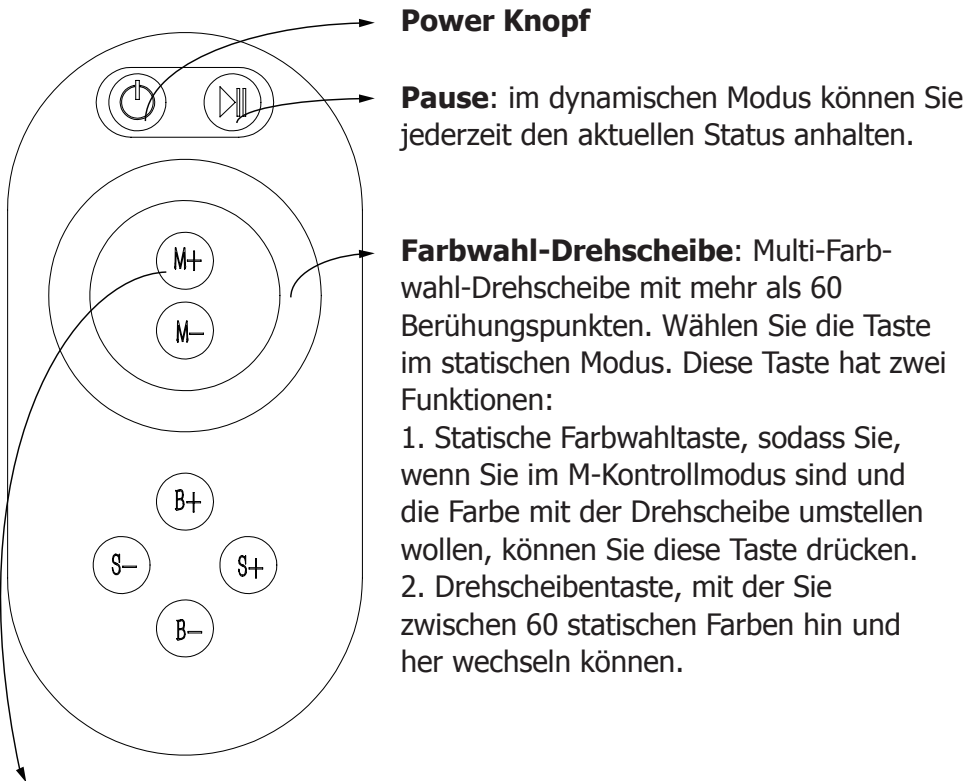 Power Knopf
Pause: im dynamischen Modus können Sie
jederzeit den aktuellen Status anhalten.
Farbwahl-Drehscheibe: Multi-Farb-
wahl-Drehscheibe mit mehr als 60
Berühungspunkten. Wählen Sie die Taste
im statischen Modus. Diese Taste hat zwei
Funktionen:
1. Statische Farbwahltaste, sodass Sie,
wenn Sie im M-Kontrollmodus sind und
die Farbe mit der Drehscheibe umstellen
wollen, können Sie diese Taste drücken.
2. Drehscheibentaste, mit der Sie
zwischen 60 statischen Farben hin und
her wechseln können.
M+
M−
B+
S− S+
B−